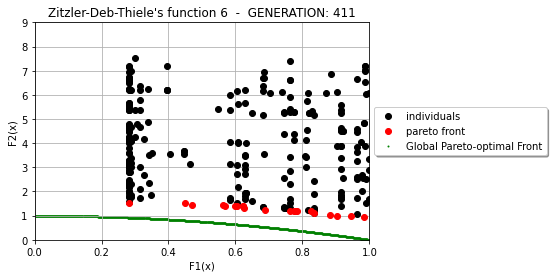 Zitzler-Deb-Thiele's function 6 - GENERATION: 411
9
8
7
6
5
4
3
2
1
0
F2(x)
0.0 0.2 0.4 0.6 0.8 1.0
F1(x)
individuals
pareto front
Global Pareto-optimal Front